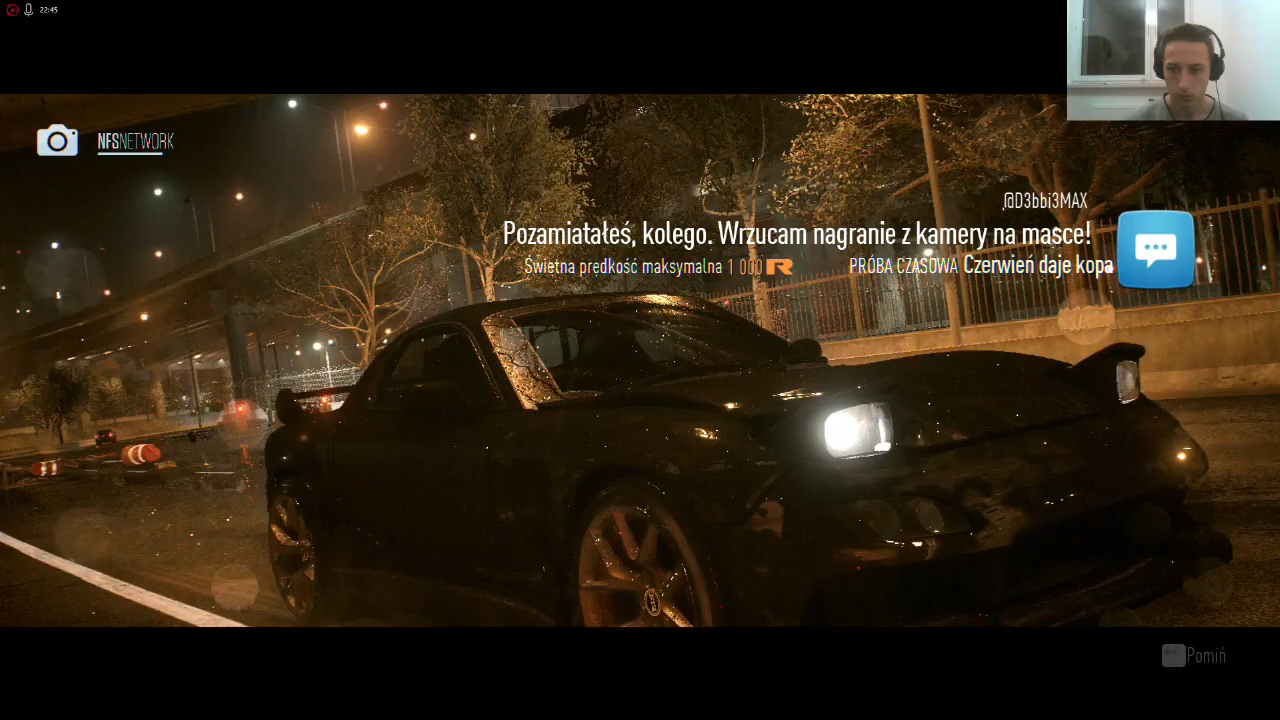 22:45
NFSNETWORK
@D3bbi3MAX
Pozamiatałeś, kolego. Wrzucam nagranie z kamery na masce!
Świetna prędkość maksymalna 1 000 R PRÓBA CZASOWA Czerwień daje kopa
Pomiń